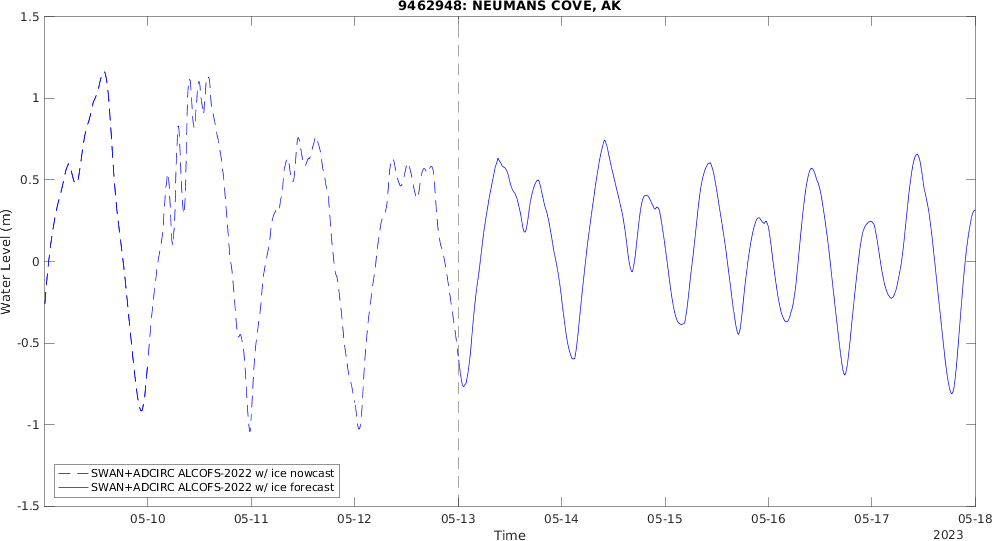 9462948: NEUMANS COVE, AK
1.5
1
0.5
0
-0.5
-1
-1.5
Water Level (m)
SWAN+ADCIRC ALCOFS-2022 w/ ice nowcast
SWAN+ADCIRC ALCOFS-2022 w/ ice forecast
05-10 05-11 05-12 05-13 05-14 05-15 05-16 05-17 05-18
Time
2023